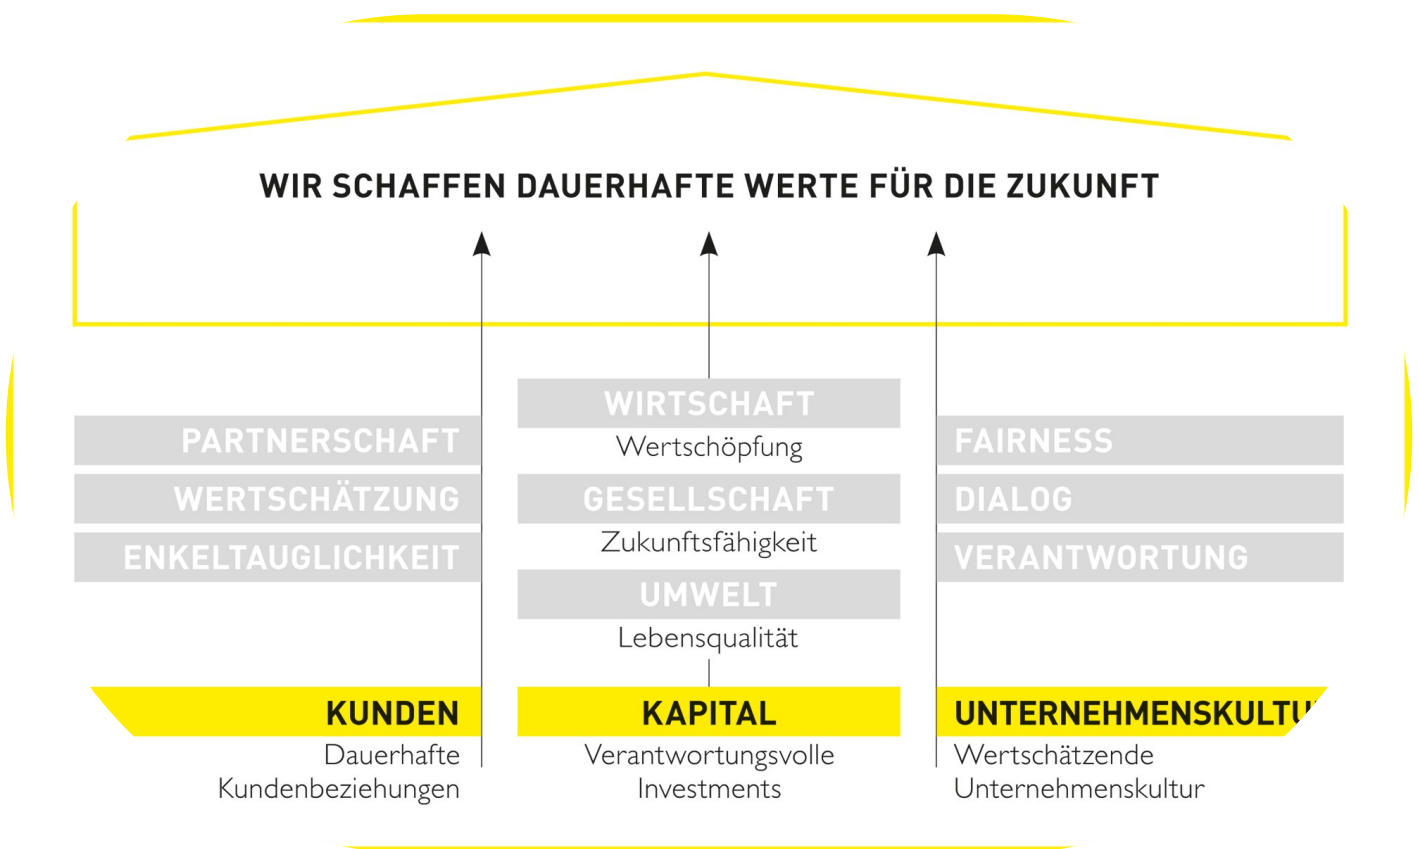 WIR SCHAFFEN DAUERHAFTE WERTE FÜR DIE ZUKUNFT
PARTNERSCHAFT
WERTSCHÄTZUNG
ENKELTAUGLICHKEIT
WIRTSCHAFT
Wertschöpfung
GESELLSCHAFT
Zukunftsfähigkeit
UMWELT
Lebensqualität
FAIRNESS
DIALOG
VERANTWORTUNG
KUNDEN
Dauerhafte
Kundenbeziehungen
KAPITAL
Verantwortungsvolle
Investments
UNTERNEHMENSKULTU
Wertschätzende
Unternehmenskultur